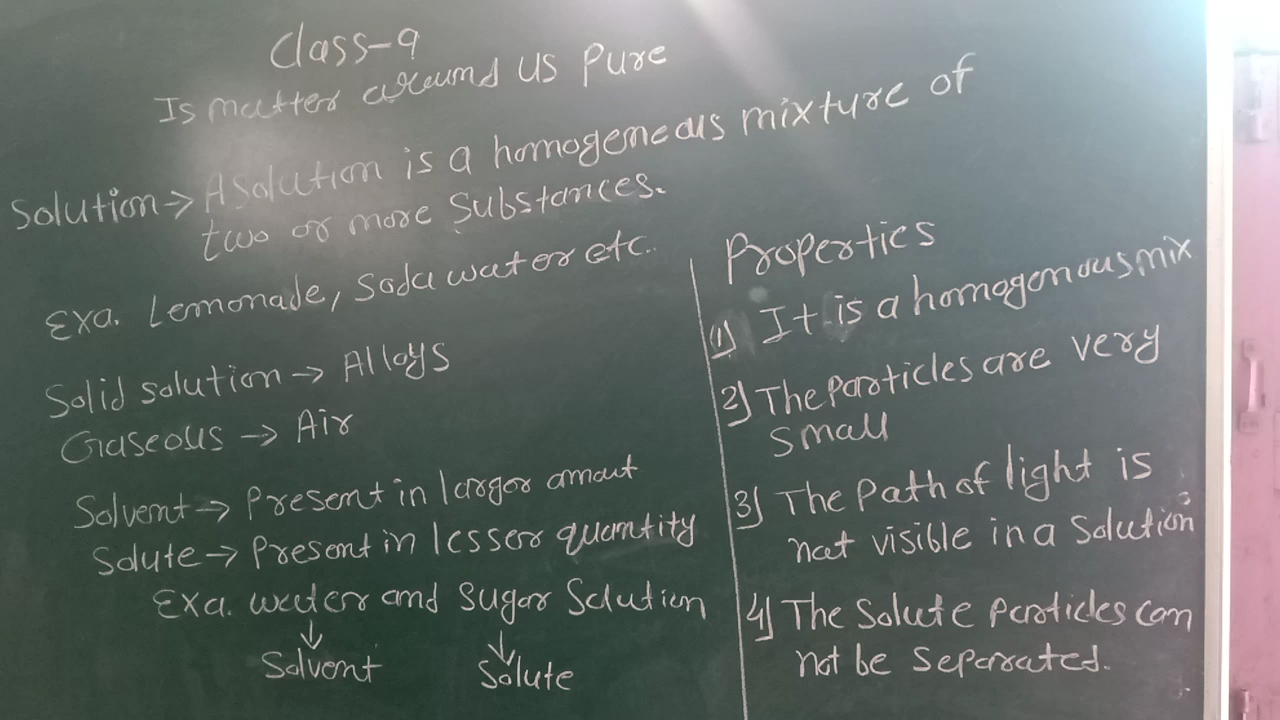 Class-9
Is matter around us Pure
Solution → A solution is a homogeneous mixture of
two or more Substances.
Exa. Lemonade, Soda water etc.
Solid solution → Alloys
Gaseous → Air
Solvent → Present in larger amout
Solute → Present in lesser quantity
Exa. water and Sugar Solution
↓ ↓
Solvent Solute
Properties
(1) It is a homogonous mix
2) The Particles are very
small
3) The Path of light is
not visible in a Solution
4) The Solute Particles can
not be separated.